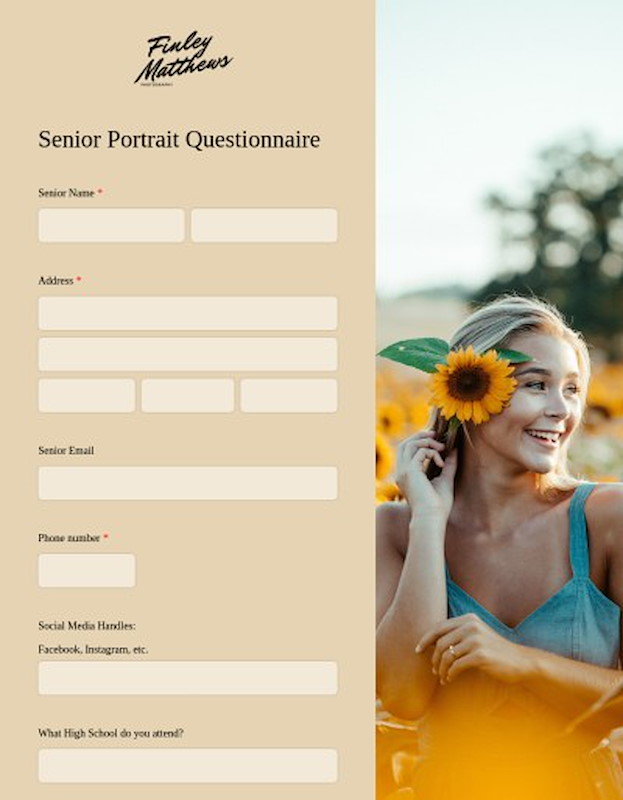 Finley
Matthews
PHOTOGRAPHY
Senior Portrait Questionnaire
Senior Name *
Address *
Senior Email
Phone number *
Social Media Handles:
Facebook, Instagram, etc.
What High School do you attend?